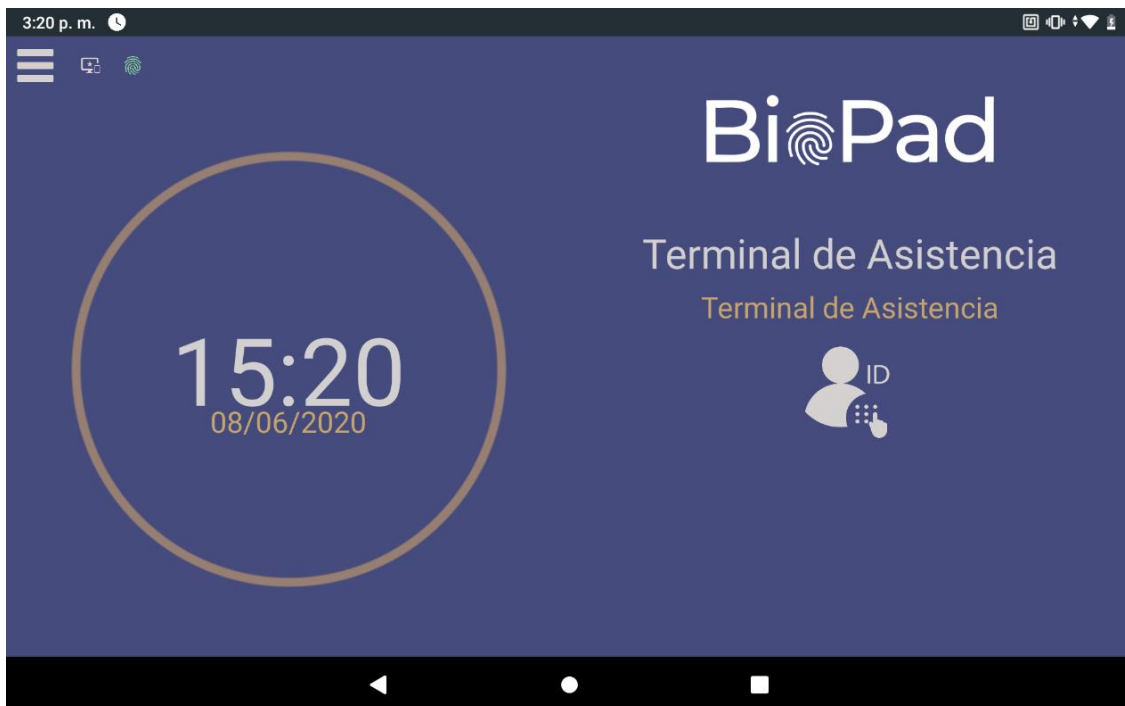 3:20 p. m.
BioPad
Terminal de Asistencia
Terminal de Asistencia
ID
15:20
08/06/2020